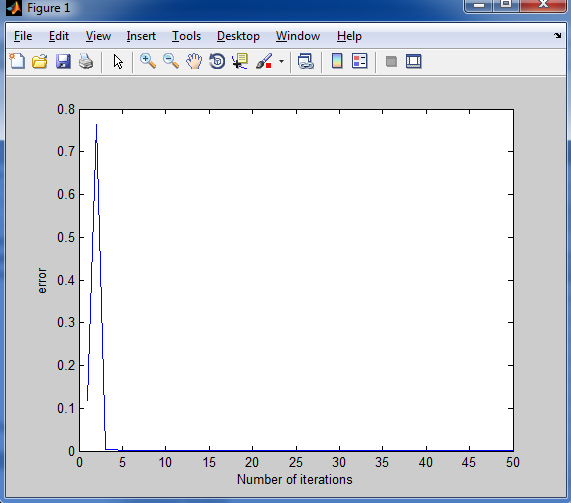 Figure 1
File Edit View Insert Tools Desktop Window Help
0.8
0.7
0.6
0.5
0.4
0.3
0.2
0.1
0
error
0 5 10 15 20 25 30 35 40 45 50
Number of iterations